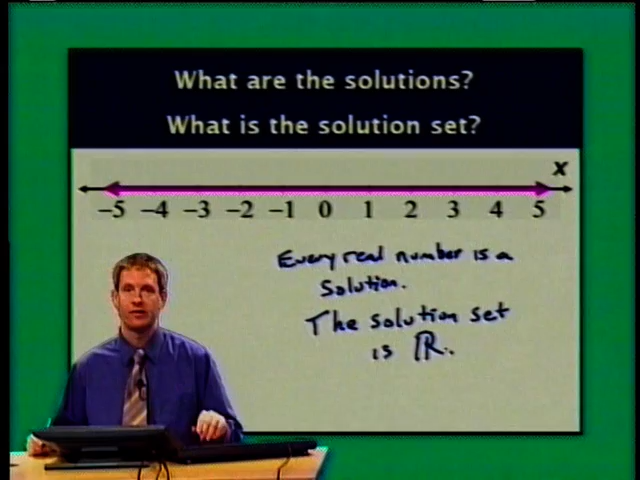 What are the solutions?
What is the solution set?
x
−5 −4 −3 −2 −1 0 1 2 3 4 5
Every real number is a
Solution.
The solution set
is ℝ.